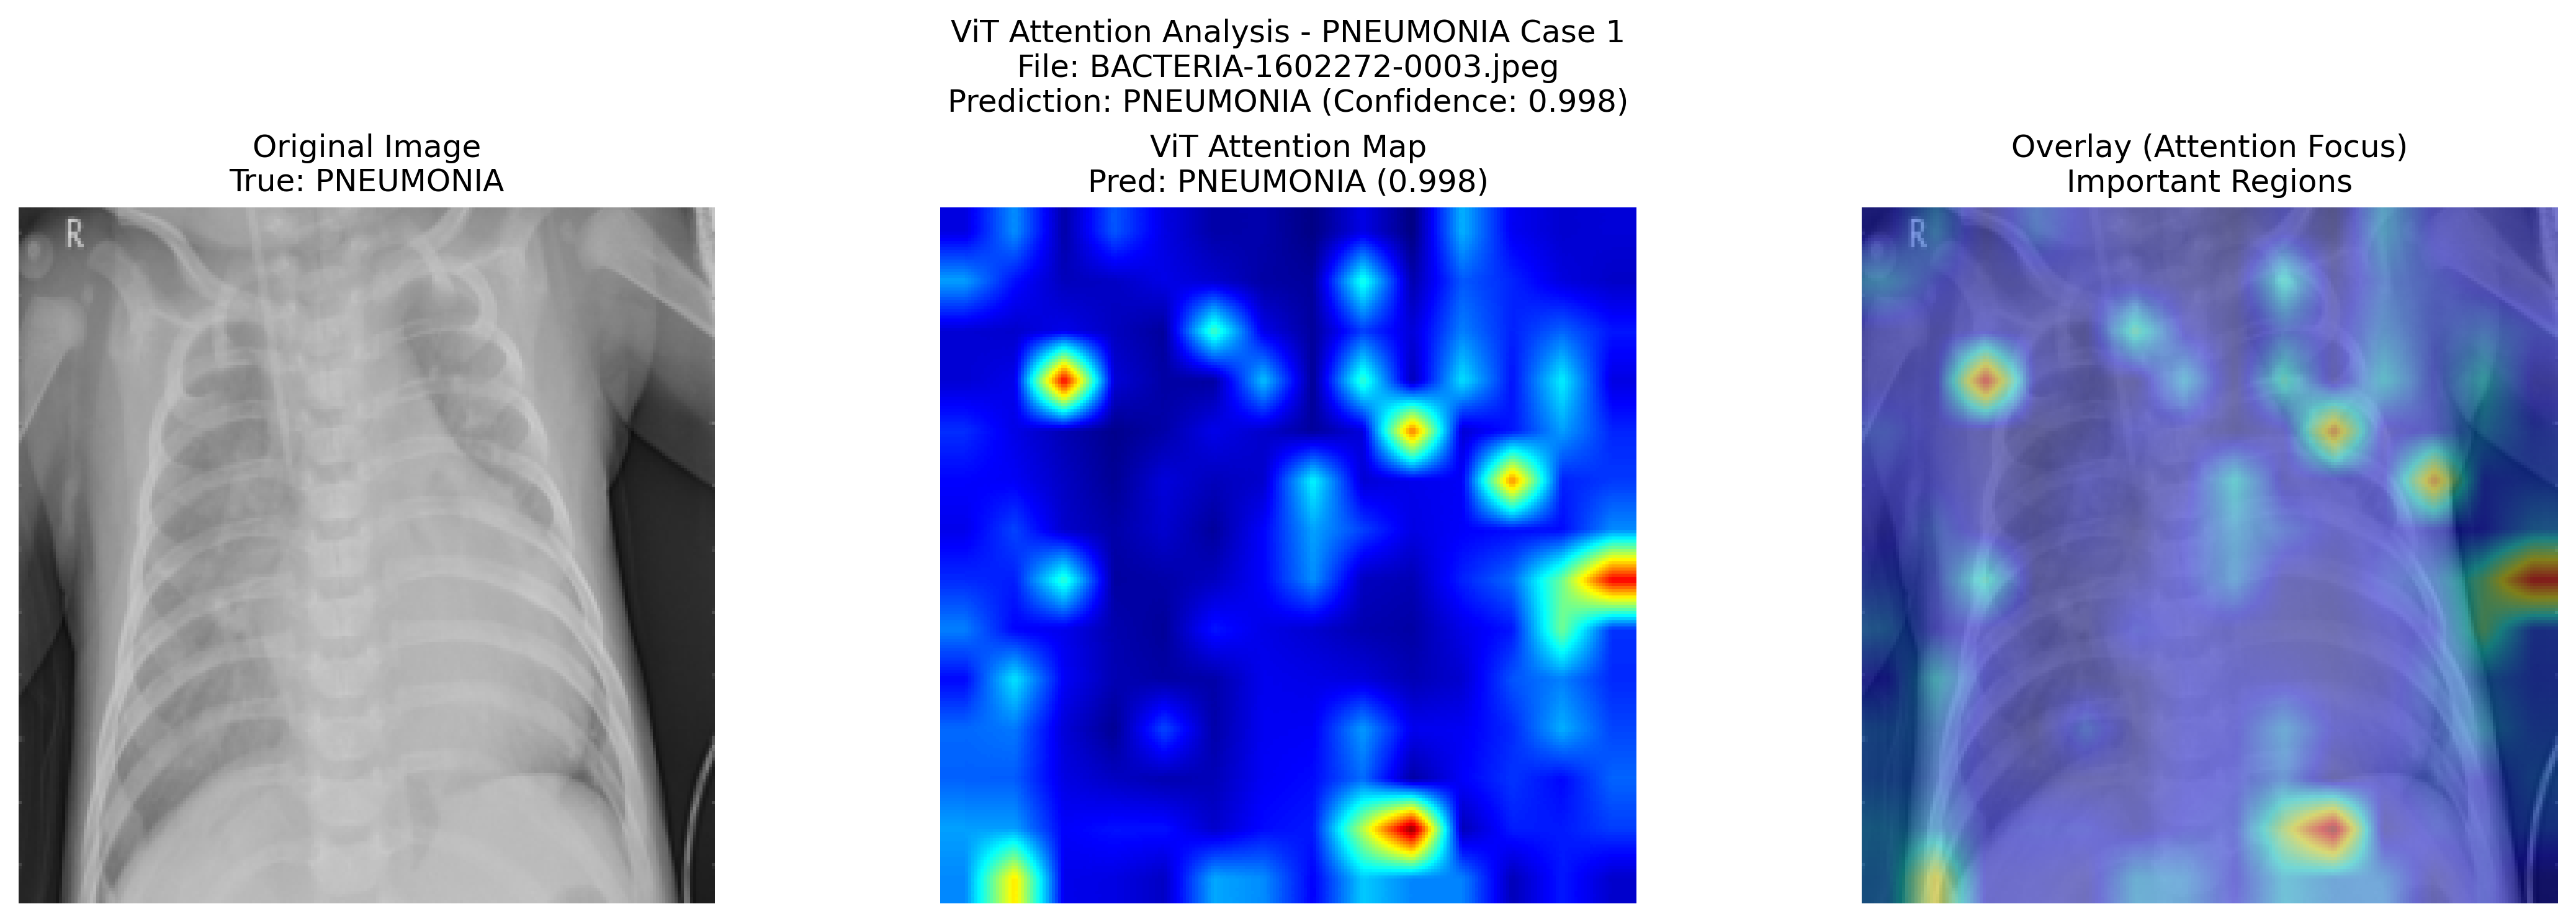 ViT Attention Analysis - PNEUMONIA Case 1
File: BACTERIA-1602272-0003.jpeg
Prediction: PNEUMONIA (Confidence: 0.998)
Original Image
True: PNEUMONIA
ViT Attention Map
Pred: PNEUMONIA (0.998)
Overlay (Attention Focus)
Important Regions
R
R